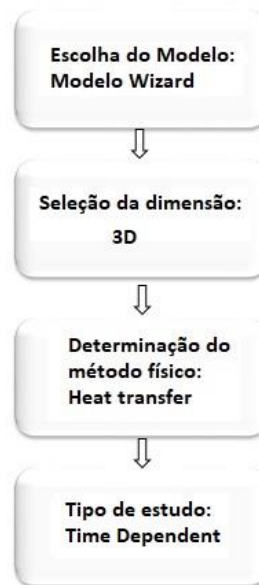 Escolha do Modelo:
Modelo Wizard
Seleção da dimensão:
3D
Determinação do
método físico:
Heat transfer
Tipo de estudo:
Time Dependent